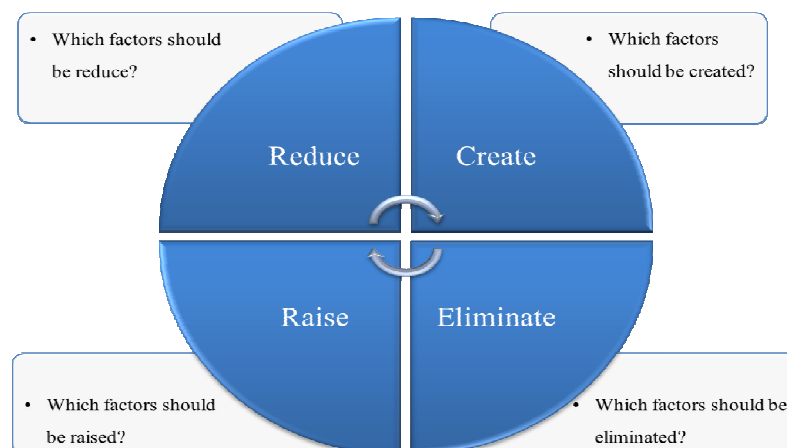 • Which factors should
be reduce?
• Which factors
should be created?
Reduce
Create
Raise
Eliminate
• Which factors should
be raised?
• Which factors should be
eliminated?